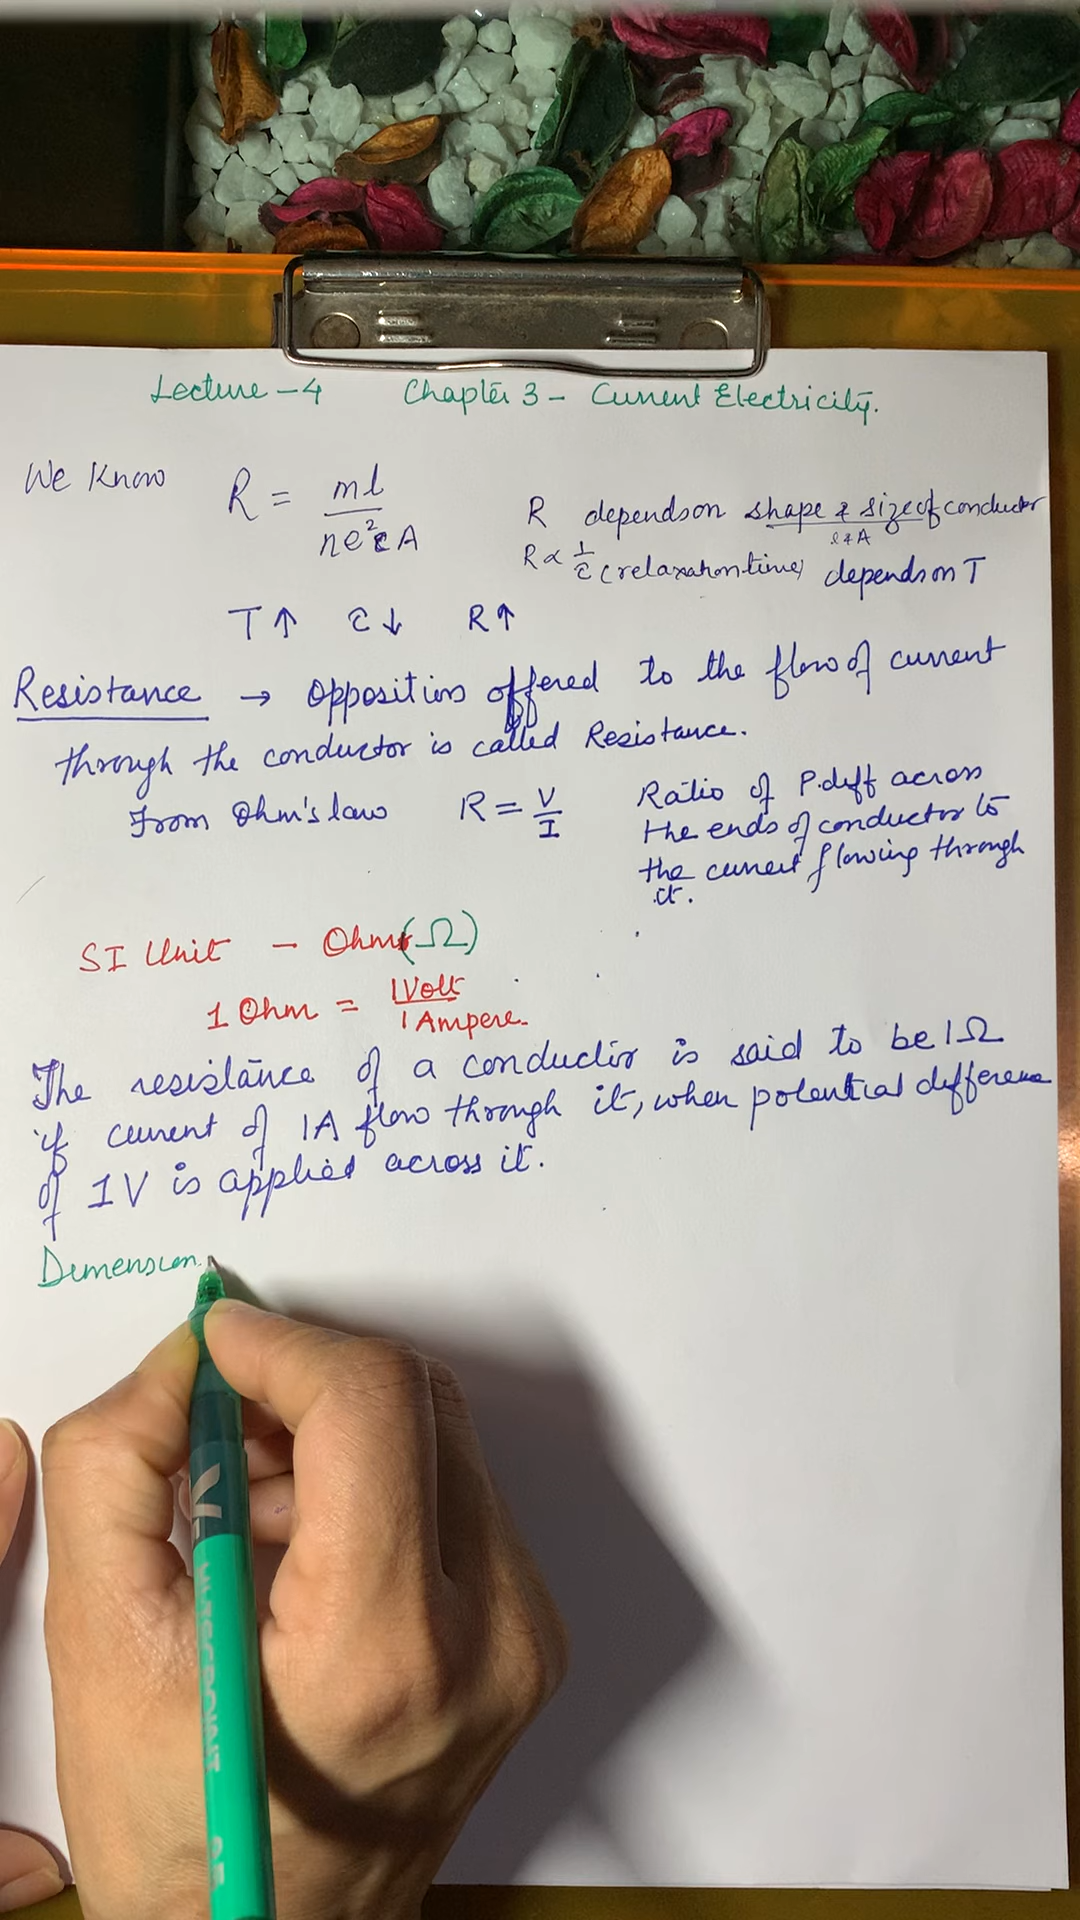 Lecture - 4 Chapter 3 - Current Electricity.
We Know R = ml / ne²τA
R depends on shape & size of conductor
l & A
R ∝ 1/τ (relaxation time) depends on T
T ↑ τ ↓ R ↑
Resistance → Opposition offered to the flow of current
through the conductor is called Resistance.
From Ohm's law R = V/I
Ratio of P.diff across
the ends of conductor to
the current flowing through
it.
SI Unit - Ohm (Ω)
1 Ohm = 1Volt / 1Ampere.
The resistance of a conductor is said to be 1Ω
if current of 1A flow through it, when potential difference
of 1V is applied across it.
Dimension
V5